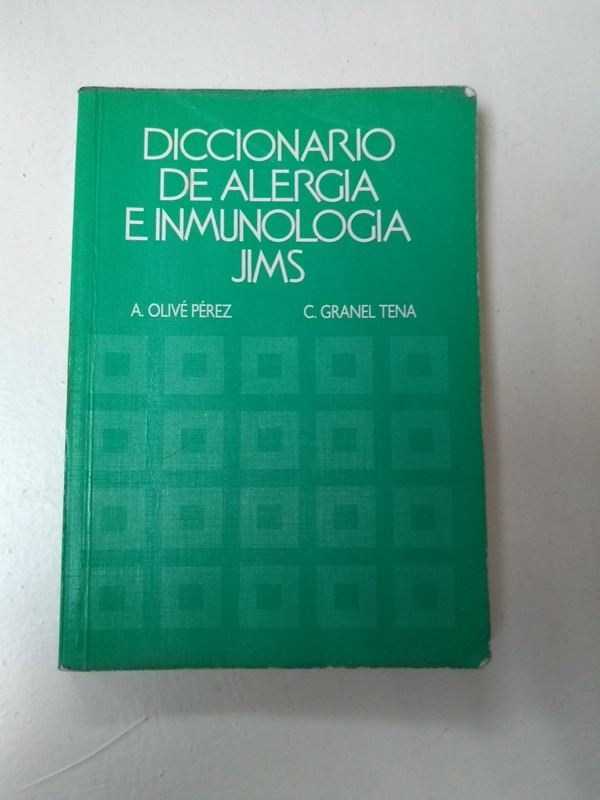 DICCIONARIO
DE ALERGIA
E INMUNOLOGIA
JIMS
A. OLIVÉ PÉREZ C. GRANEL TENA